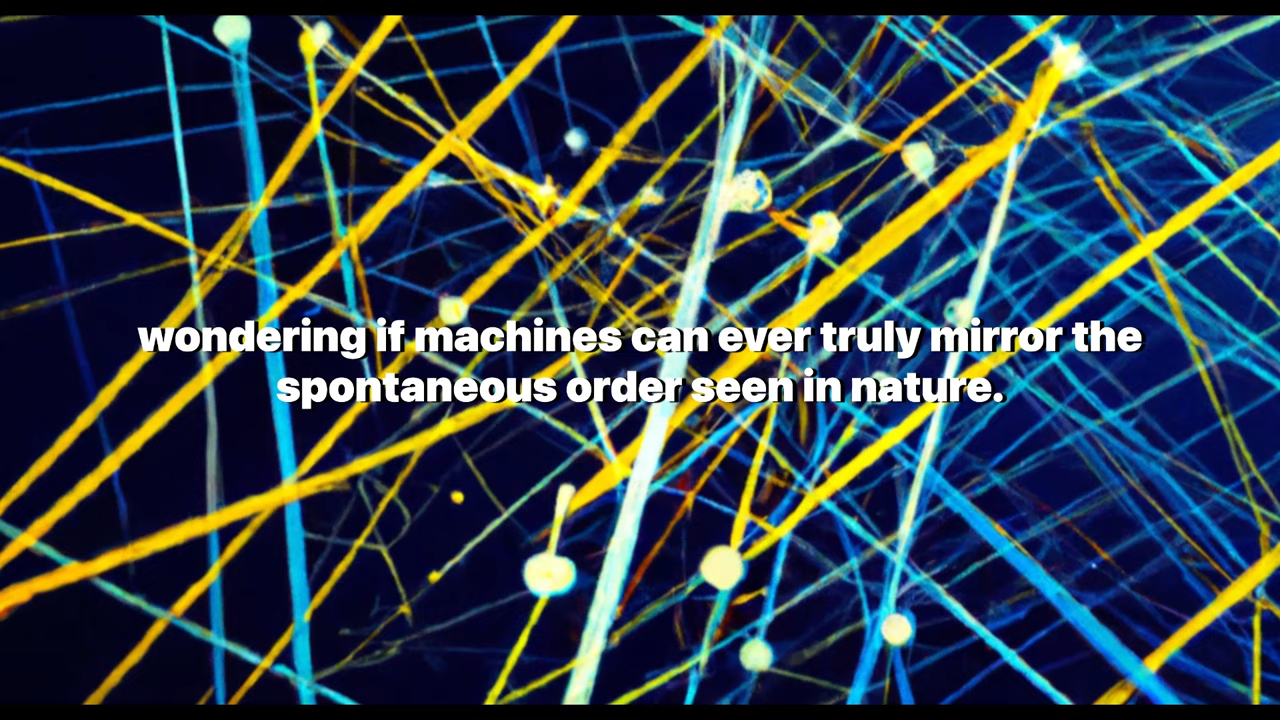 wondering if machines can ever truly mirror the
spontaneous order seen in nature.